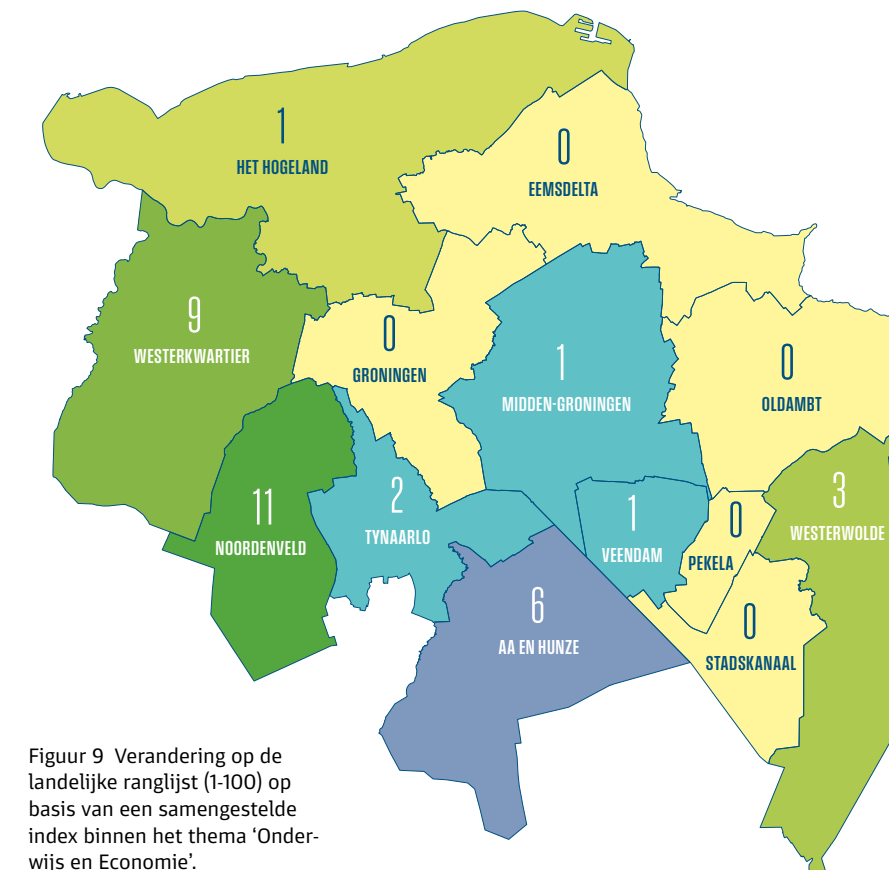 1
HET HOGELAND
0
EEMSDELTA
9
WESTERKWARTIER
0
GRONINGEN
1
MIDDEN-GRONINGEN
0
OLDAMBT
11
NOORDENVELD
2
TYNAARLO
1
VEENDAM
0
PEKELA
3
WESTERWOLDE
6
AA EN HUNZE
0
STADSKANAAL
Figuur 9 Verandering op de
landelijke ranglijst (1-100) op
basis van een samengestelde
index binnen het thema ‘Onder-
wijs en Economie’.